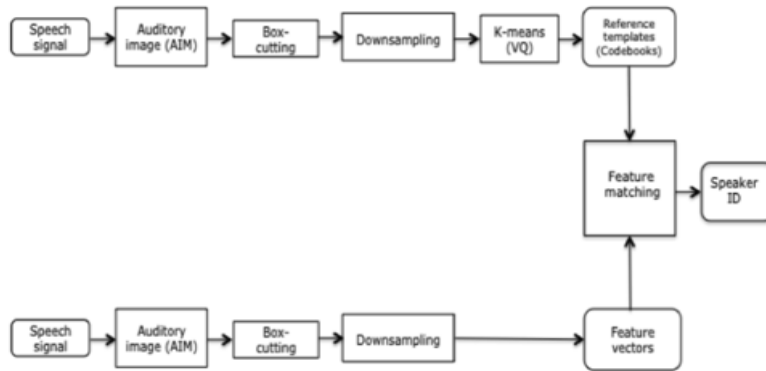 Speech
signal
Auditory
image (AIM)
Box-
cutting
Downsampling
K-means
(VQ)
Reference
templates
(Codebooks)
Feature
matching
Speaker
ID
Speech
signal
Auditory
image (AIM)
Box-
cutting
Downsampling
Feature
vectors